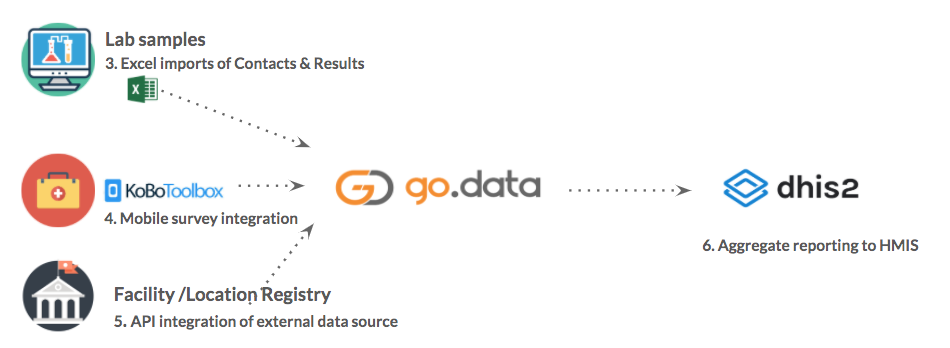 Lab samples
3. Excel imports of Contacts & Results
X
KoBoToolbox
4. Mobile survey integration
go.data
dhis2
6. Aggregate reporting to HMIS
Facility /Location Registry
5. API integration of external data source